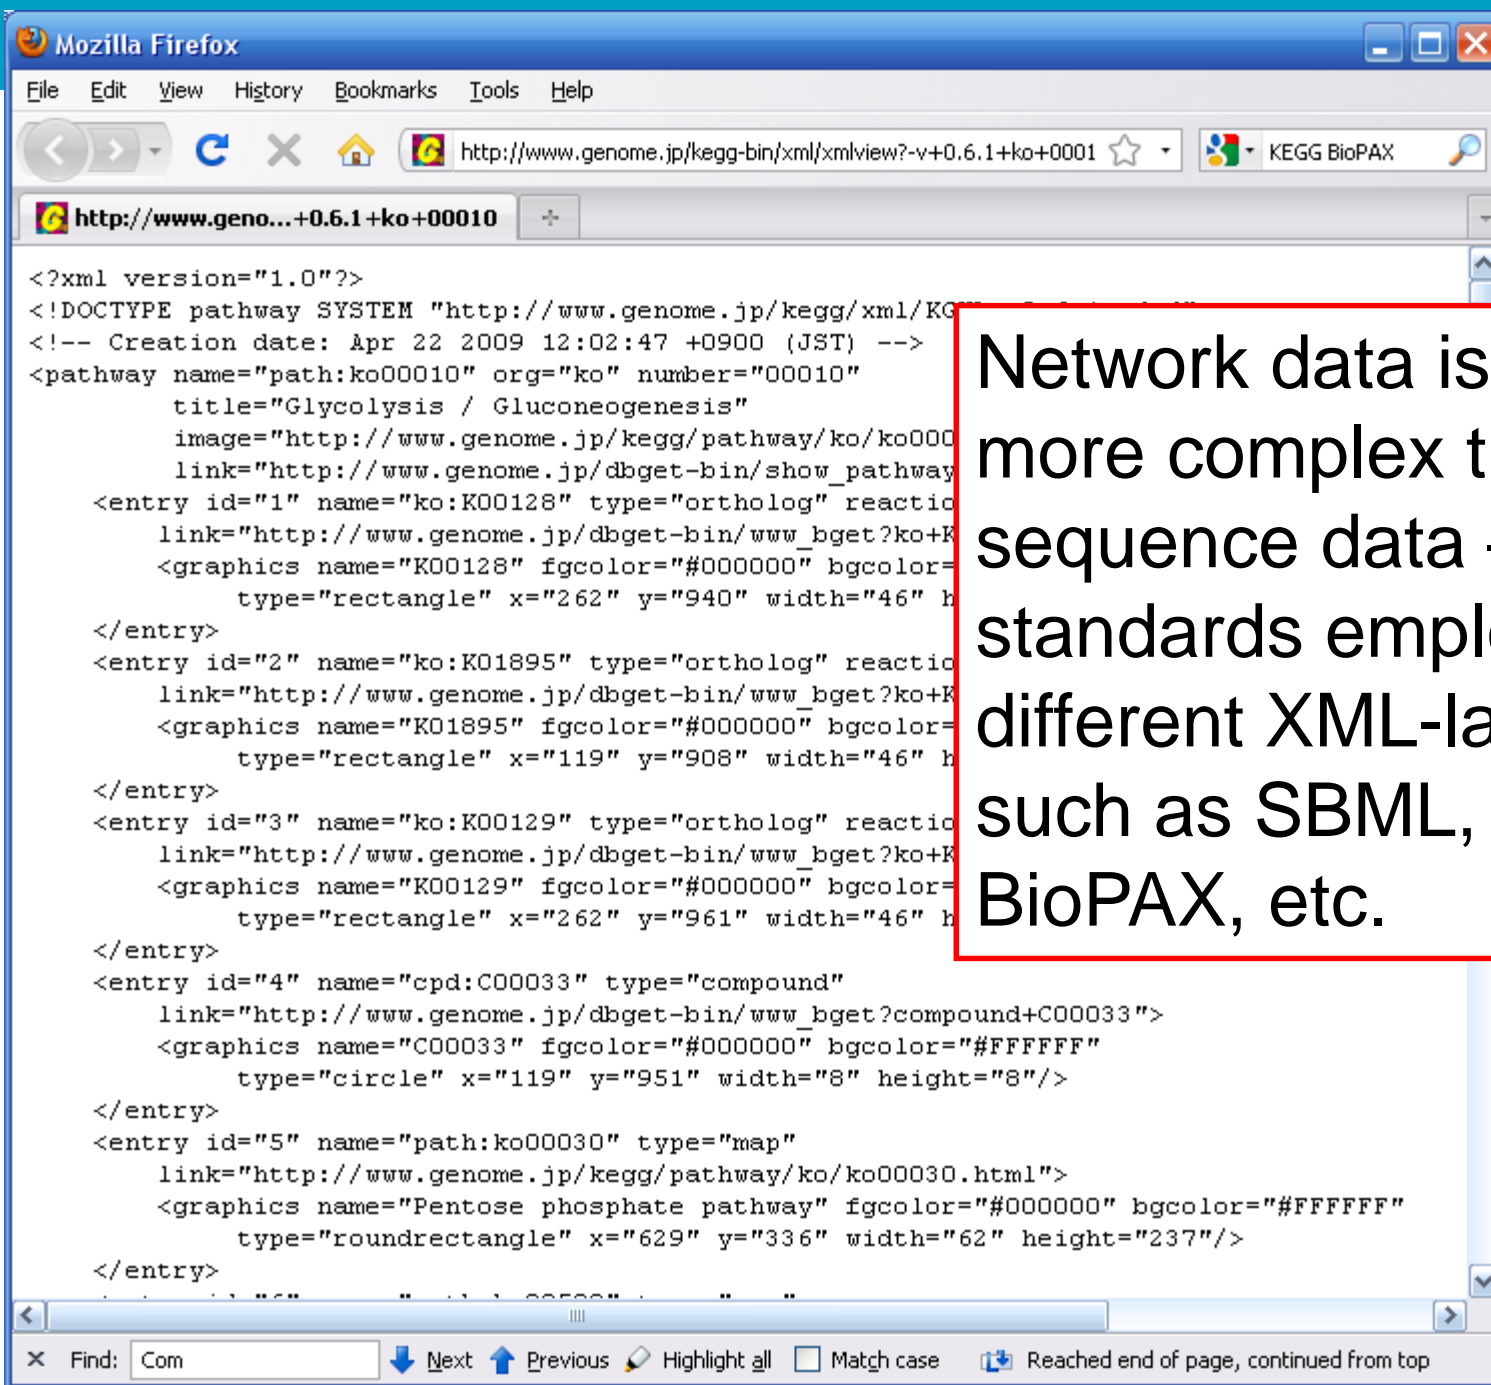 Mozilla Firefox
File Edit View History Bookmarks Tools Help
http://www.genome.jp/kegg-bin/xml/xmlview?-v+0.6.1+ko+0001
KEGG BioPAX
http://www.geno...+0.6.1+ko+00010
<?xml version="1.0"?>
<!DOCTYPE pathway SYSTEM "http://www.genome.jp/kegg/xml/
<!-- Creation date: Apr 22 2009 12:02:47 +0900 (JST) -->
<pathway name="path:ko00010" org="ko" number="00010"
title="Glycolysis / Gluconeogenesis"
image="http://www.genome.jp/kegg/pathway/ko/ko000
link="http://www.genome.jp/dbget-bin/show_pathway
<entry id="1" name="ko:K00128" type="ortholog" reactio
link="http://www.genome.jp/dbget-bin/www_bget?ko+K
<graphics name="K00128" fgcolor="#000000" bgcolor=
type="rectangle" x="262" y="940" width="46" h
</entry>
<entry id="2" name="ko:K01895" type="ortholog" reactio
link="http://www.genome.jp/dbget-bin/www_bget?ko+K
<graphics name="K01895" fgcolor="#000000" bgcolor=
type="rectangle" x="119" y="908" width="46" h
</entry>
<entry id="3" name="ko:K00129" type="ortholog" reactio
link="http://www.genome.jp/dbget-bin/www_bget?ko+K
<graphics name="K00129" fgcolor="#000000" bgcolor=
type="rectangle" x="262" y="961" width="46" h
</entry>
<entry id="4" name="cpd:C00033" type="compound"
link="http://www.genome.jp/dbget-bin/www_bget?compound+C00033">
<graphics name="C00033" fgcolor="#000000" bgcolor="#FFFFFF"
type="circle" x="119" y="951" width="8" height="8"/>
</entry>
<entry id="5" name="path:ko00030" type="map"
link="http://www.genome.jp/kegg/pathway/ko/ko00030.html">
<graphics name="Pentose phosphate pathway" fgcolor="#000000" bgcolor="#FFFFFF"
type="roundrectangle" x="629" y="336" width="62" height="237"/>
</entry>
Network data is
more complex t
sequence data -
standards empl
different XML-la
such as SBML,
BioPAX, etc.
Find: Com Next Previous Highlight all Match case Reached end of page, continued from top